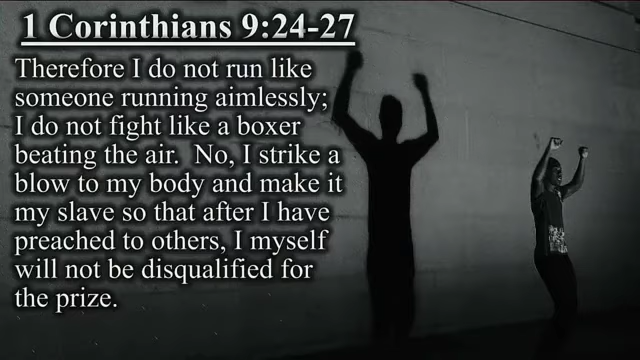 1 Corinthians 9:24-27
Therefore I do not run like
someone running aimlessly;
I do not fight like a boxer
beating the air.  No, I strike a
blow to my body and make it
my slave so that after I have
preached to others, I myself
will not be disqualified for
the prize.